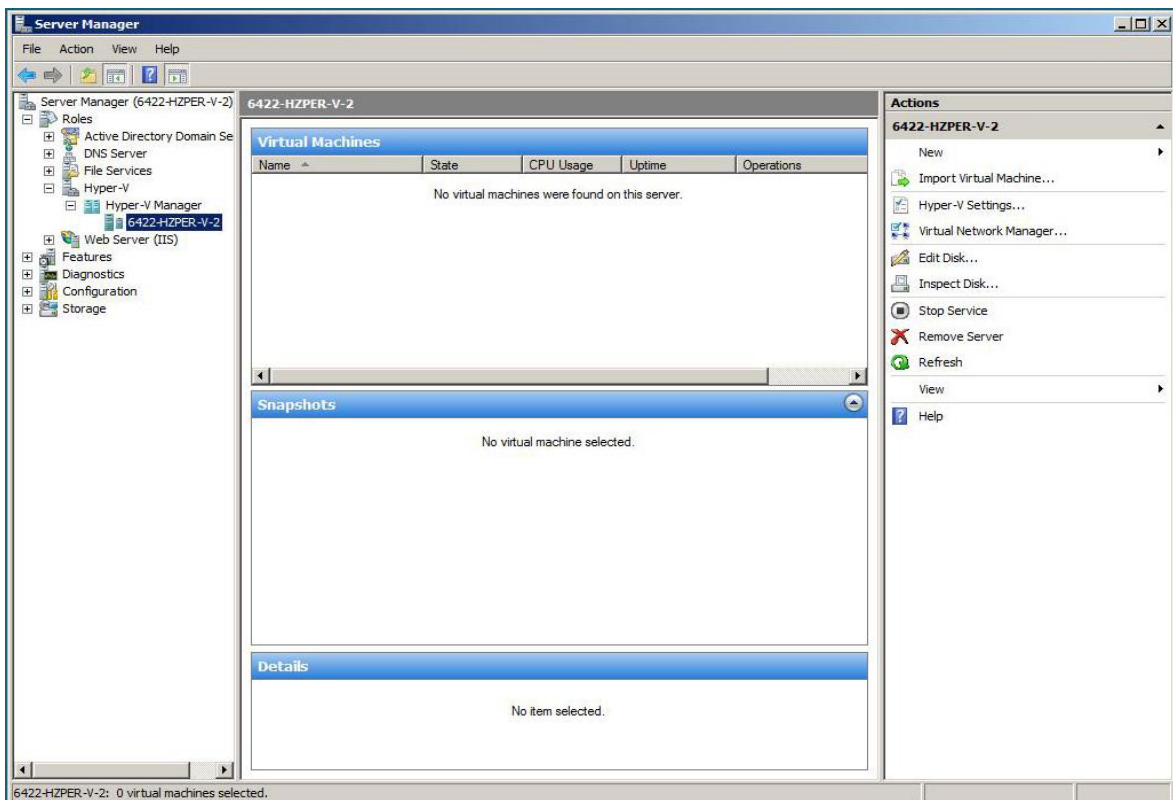 Server Manager
File Action View Help
Server Manager (6422-HZPER-V-2)
Roles
Active Directory Domain Se
DNS Server
File Services
Hyper-V
Hyper-V Manager
6422-HZPER-V-2
Web Server (IIS)
Features
Diagnostics
Configuration
Storage
6422-HZPER-V-2
Virtual Machines
Name State CPU Usage Uptime Operations
No virtual machines were found on this server.
Snapshots
No virtual machine selected.
Details
No item selected.
Actions
6422-HZPER-V-2
New
Import Virtual Machine...
Hyper-V Settings...
Virtual Network Manager...
Edit Disk...
Inspect Disk...
Stop Service
Remove Server
Refresh
View
Help
6422-HZPER-V-2: 0 virtual machines selected.